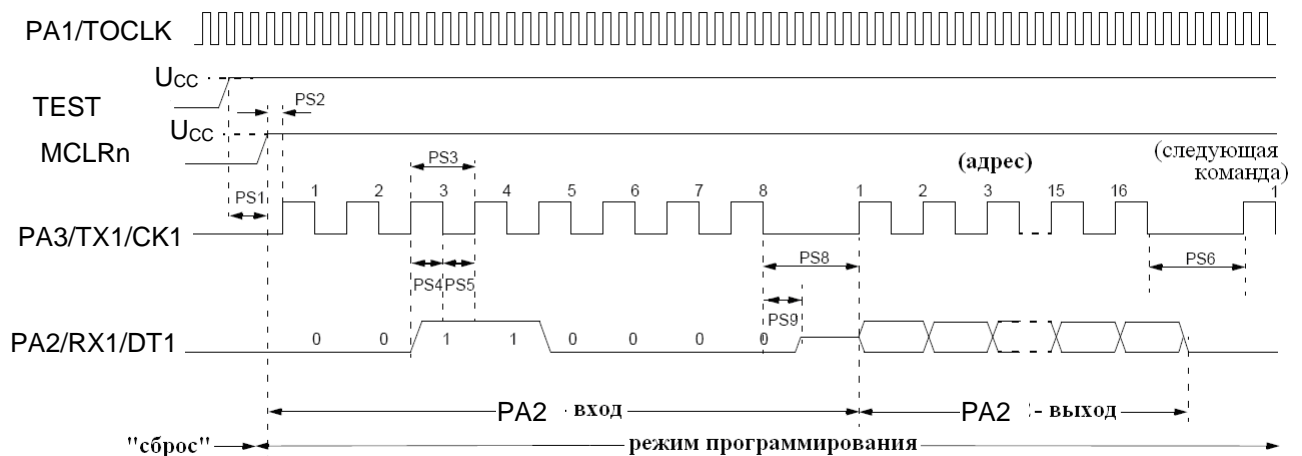 PA1/TOCLK
UCC
TEST
PS2
UCC
MCLRn
PS3
(адрес)
(следующая
команда)
1 2 3 4 5 6 7 8 1 2 3 15 16 1
PS1
PA3/TX1/CK1
PS4 PS5
PS8
PS6
PS9
PA2/RX1/DT1
0 0 1 1 0 0 0 0
PA2 вход
PA2 - выход
"сброс"
режим программирования